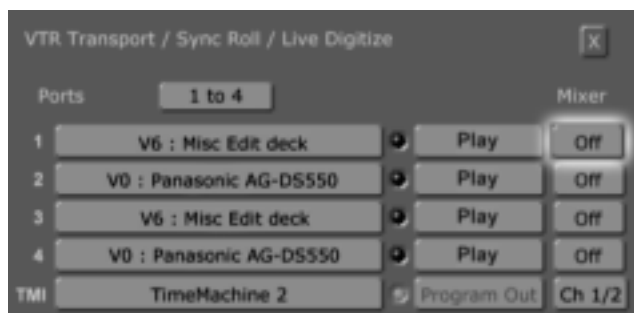 VTR Transport / Sync Roll / Live Digitize X
Ports 1 to 4 Mixer
1 V6 : Misc Edit deck Play Off
2 V0 : Panasonic AG-DS550 Play Off
3 V6 : Misc Edit deck Play Off
4 V0 : Panasonic AG-DS550 Play Off
TMI TimeMachine 2 Program Out Ch 1/2